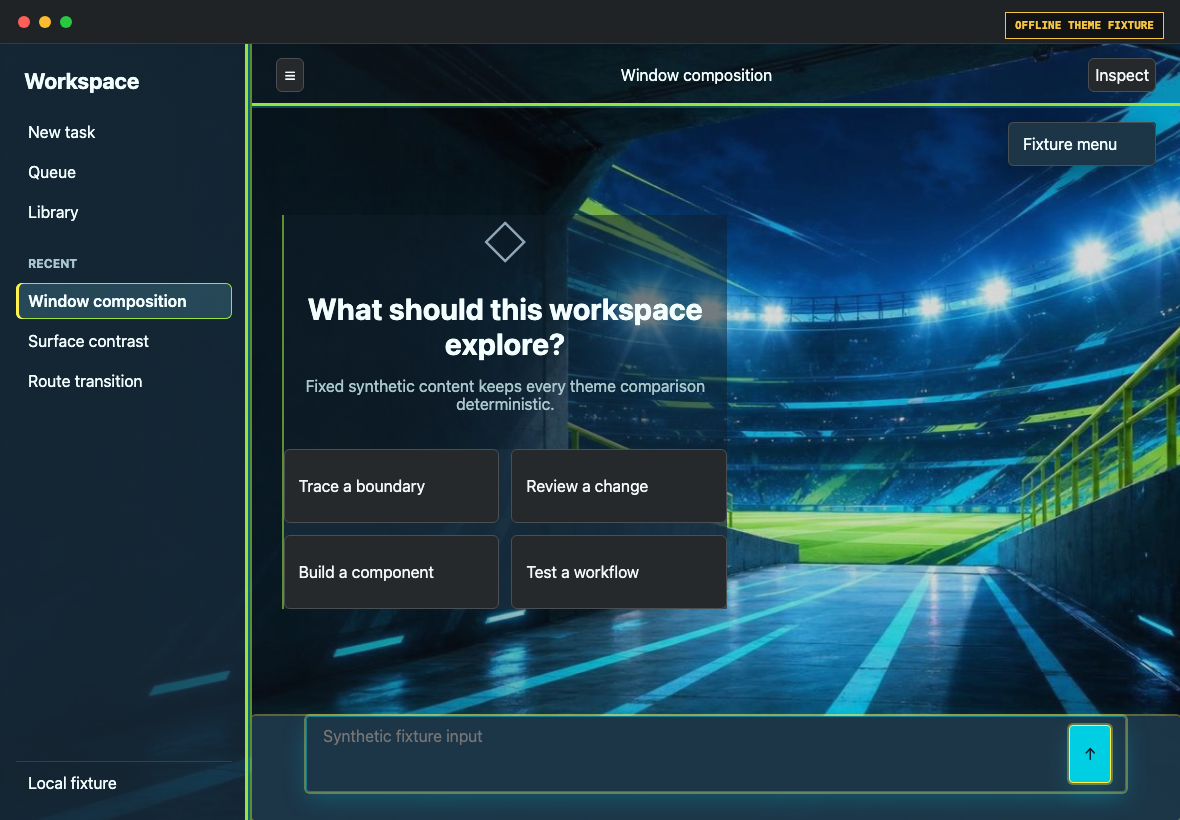 OFFLINE THEME FIXTURE
Workspace
New task
Queue
Library
RECENT
Window composition
Surface contrast
Route transition
Local fixture
Window composition
Inspect
Fixture menu
What should this workspace
explore?
Fixed synthetic content keeps every theme comparison
deterministic.
Trace a boundary
Review a change
Build a component
Test a workflow
Synthetic fixture input